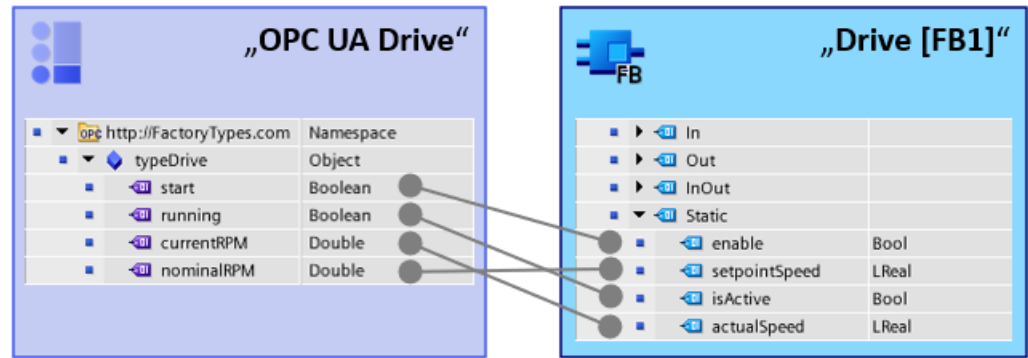 „OPC UA Drive“
OPC http://FactoryTypes.com Namespace
typeDrive Object
start Boolean
running Boolean
currentRPM Double
nominalRPM Double
„Drive [FB1]“
FB
In
Out
InOut
Static
enable Bool
setpointSpeed LReal
isActive Bool
actualSpeed LReal